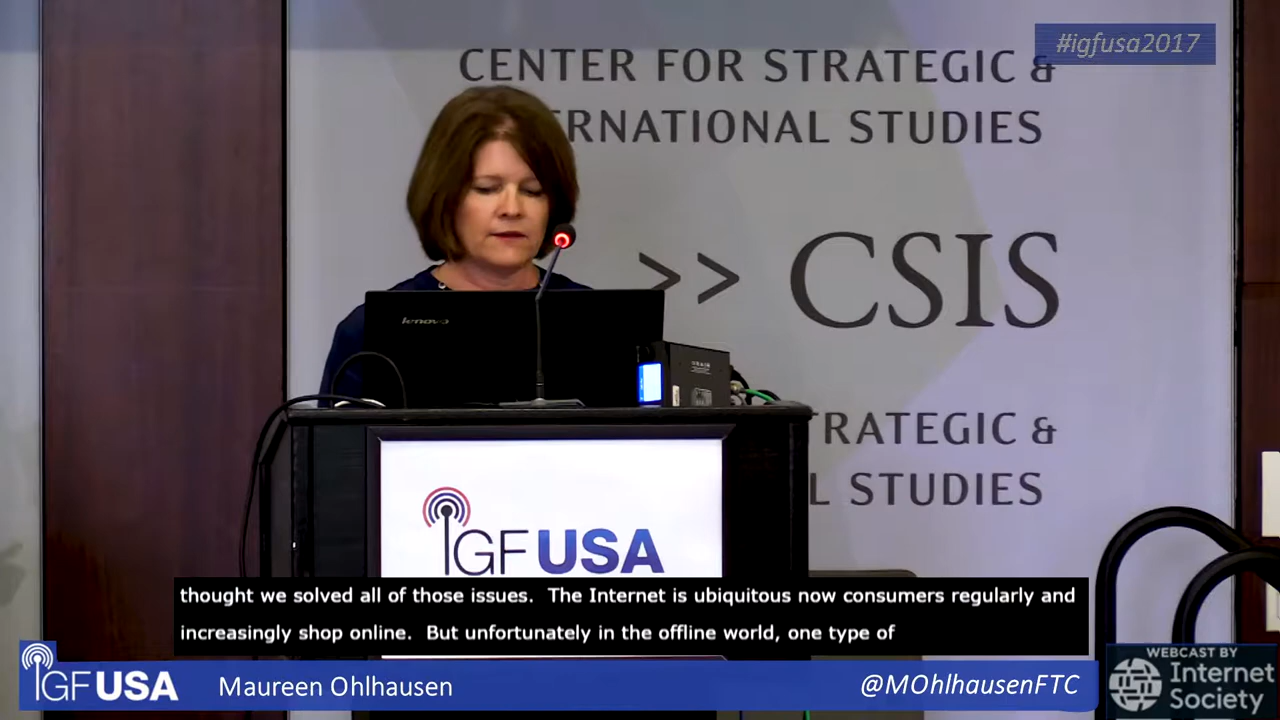 #igfusa2017
CENTER FOR STRATEGIC &
ERNATIONAL STUDIES
>> CSIS
lenovo
TRATEGIC &
L STUDIES
IGF USA
thought we solved all of those issues.  The Internet is ubiquitous now consumers regularly and
increasingly shop online.  But unfortunately in the offline world, one type of
IGF USA
Maureen Ohlhausen
@MOhlhausenFTC
WEBCAST BY
Internet
Society